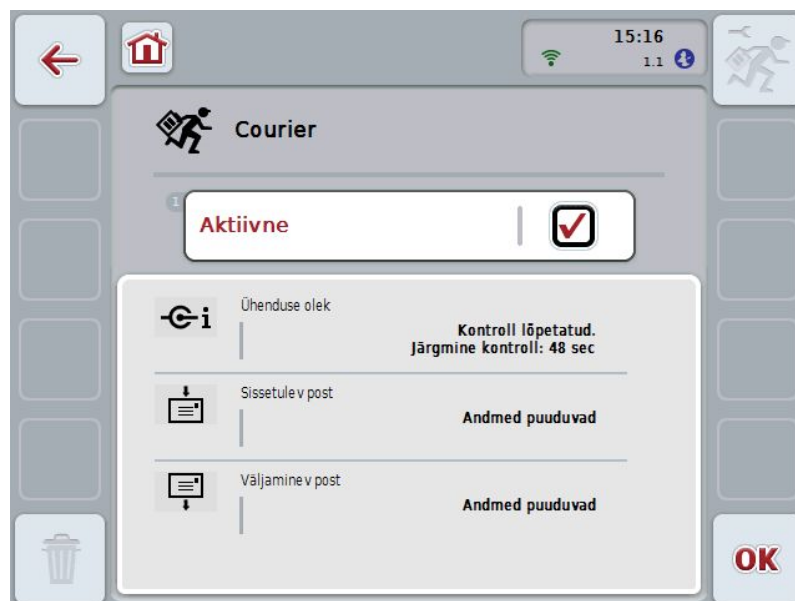 15:16
1.1
Courier
1
Aktiivne
i
Ühenduse olek
Kontroll lõpetatud.
Järgmine kontroll: 48 sec
Sissetulev post
Andmed puuduvad
Väljaminev post
Andmed puuduvad
OK